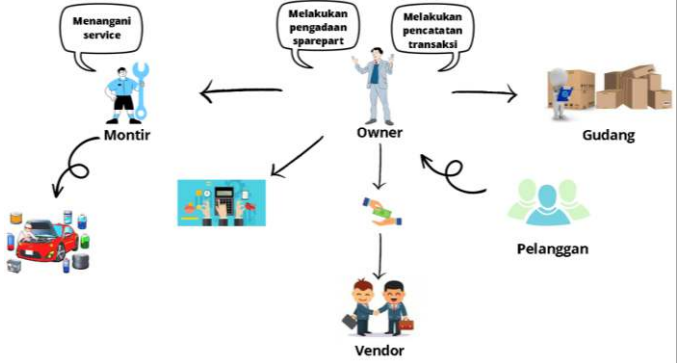 Menangani
service
Melakukan
pengadaan
sparepart
Melakukan
pencatatan
transaksi
Montir
Owner
Gudang
Pelanggan
Vendor